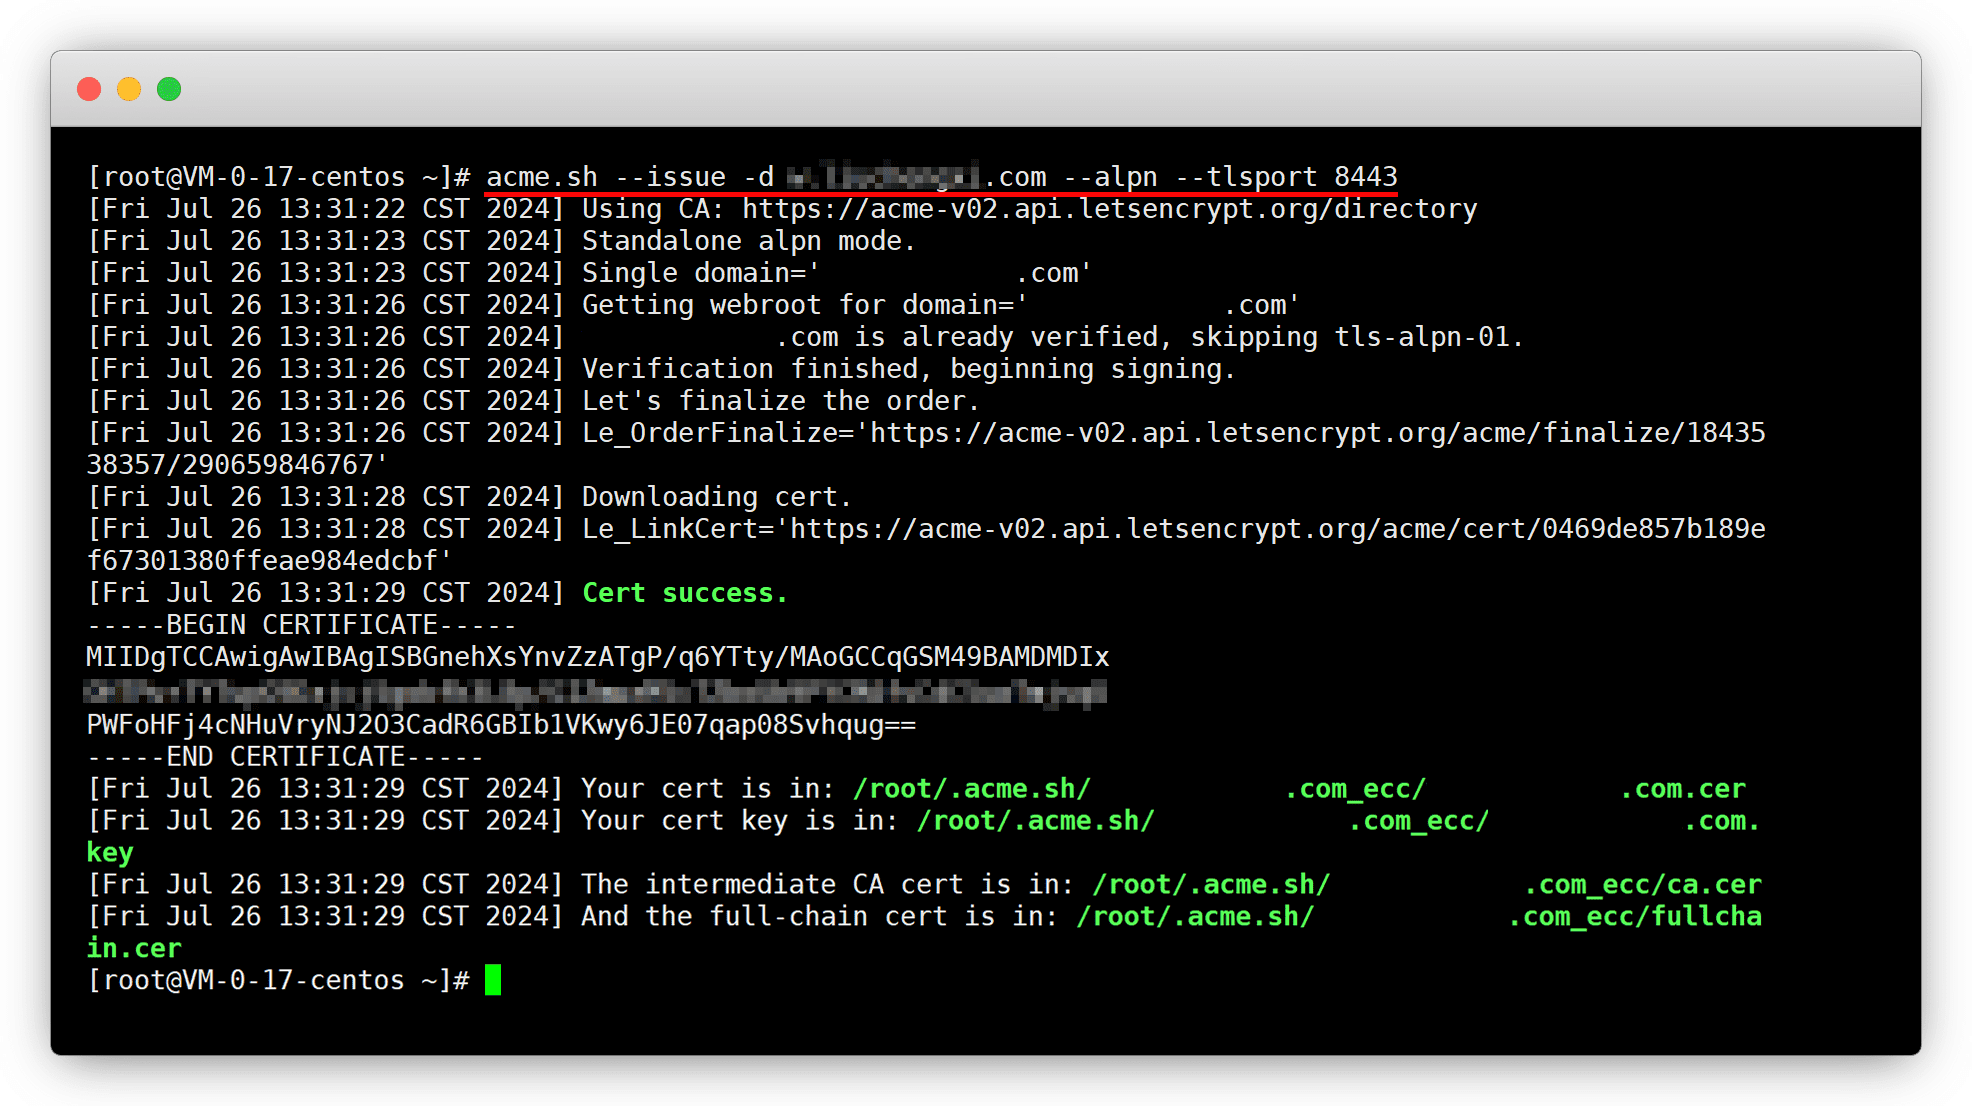 [root@VM-0-17-centos ~]# acme.sh --issue -d .com --alpn --tlsport 8443
[Fri Jul 26 13:31:22 CST 2024] Using CA: https://acme-v02.api.letsencrypt.org/directory
[Fri Jul 26 13:31:23 CST 2024] Standalone alpn mode.
[Fri Jul 26 13:31:23 CST 2024] Single domain=' .com'
[Fri Jul 26 13:31:26 CST 2024] Getting webroot for domain=' .com'
[Fri Jul 26 13:31:26 CST 2024] .com is already verified, skipping tls-alpn-01.
[Fri Jul 26 13:31:26 CST 2024] Verification finished, beginning signing.
[Fri Jul 26 13:31:26 CST 2024] Let's finalize the order.
[Fri Jul 26 13:31:26 CST 2024] Le_OrderFinalize='https://acme-v02.api.letsencrypt.org/acme/finalize/18435
38357/290659846767'
[Fri Jul 26 13:31:28 CST 2024] Downloading cert.
[Fri Jul 26 13:31:28 CST 2024] Le_LinkCert='https://acme-v02.api.letsencrypt.org/acme/cert/0469de857b189e
f67301380ffeae984edcbf'
[Fri Jul 26 13:31:29 CST 2024] Cert success.
-----BEGIN CERTIFICATE-----
MIIDgTCCAwigAwIBAgISBGnehXsYnvZzATgP/q6YTty/MAoGCCqGSM49BAMDMDIx
PWFoHFj4cNHuVryNJ2O3CadR6GBIb1VKwy6JE07qap08Svhqug==
-----END CERTIFICATE-----
[Fri Jul 26 13:31:29 CST 2024] Your cert is in: /root/.acme.sh/ .com_ecc/ .com.cer
[Fri Jul 26 13:31:29 CST 2024] Your cert key is in: /root/.acme.sh/ .com_ecc/ .com.
key
[Fri Jul 26 13:31:29 CST 2024] The intermediate CA cert is in: /root/.acme.sh/ .com_ecc/ca.cer
[Fri Jul 26 13:31:29 CST 2024] And the full-chain cert is in: /root/.acme.sh/ .com_ecc/fullcha
in.cer
[root@VM-0-17-centos ~]#